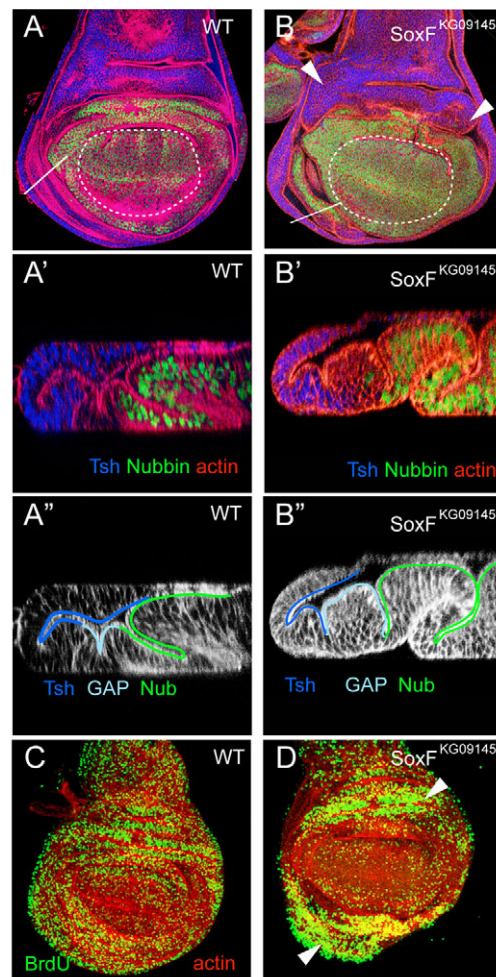 A WT
B SoxF^KG09145
A’ WT
Tsh Nubbin actin
B’ SoxF^KG09145
Tsh Nubbin actin
A” WT
Tsh GAP Nub
B” SoxF^KG09145
Tsh GAP Nub
C WT
BrdU actin
D SoxF^KG09145